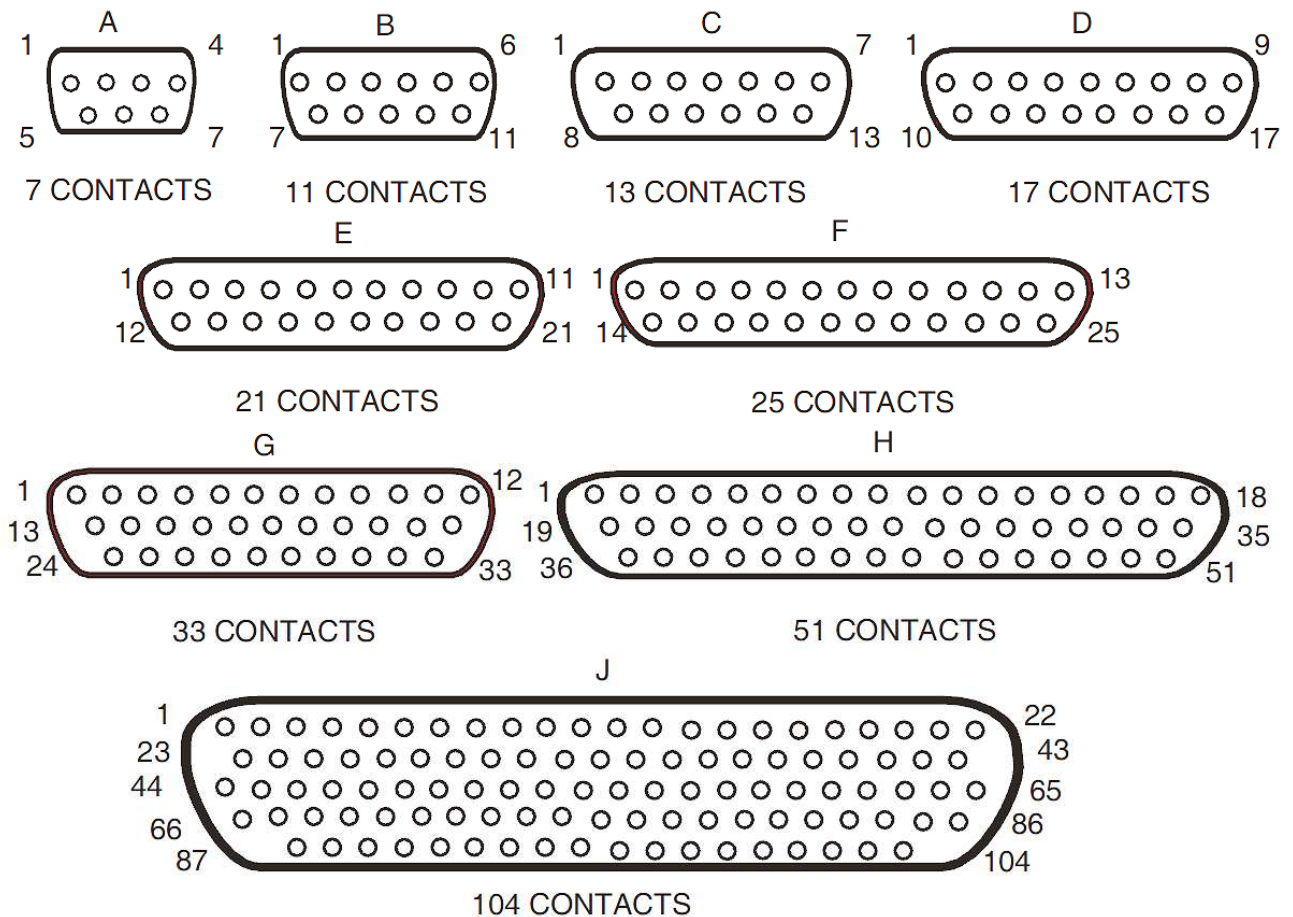 A B C D
1 4 1 6 1 7 1 9
5 7 7 11 8 13 10 17
7 CONTACTS 11 CONTACTS 13 CONTACTS 17 CONTACTS
E F
1 11 1 13
12 21 14 25
21 CONTACTS 25 CONTACTS
G H
1 12 1 18
13 19 35
24 33 36 51
33 CONTACTS 51 CONTACTS
J
1 22
23 43
44 65
66 86
87 104
104 CONTACTS